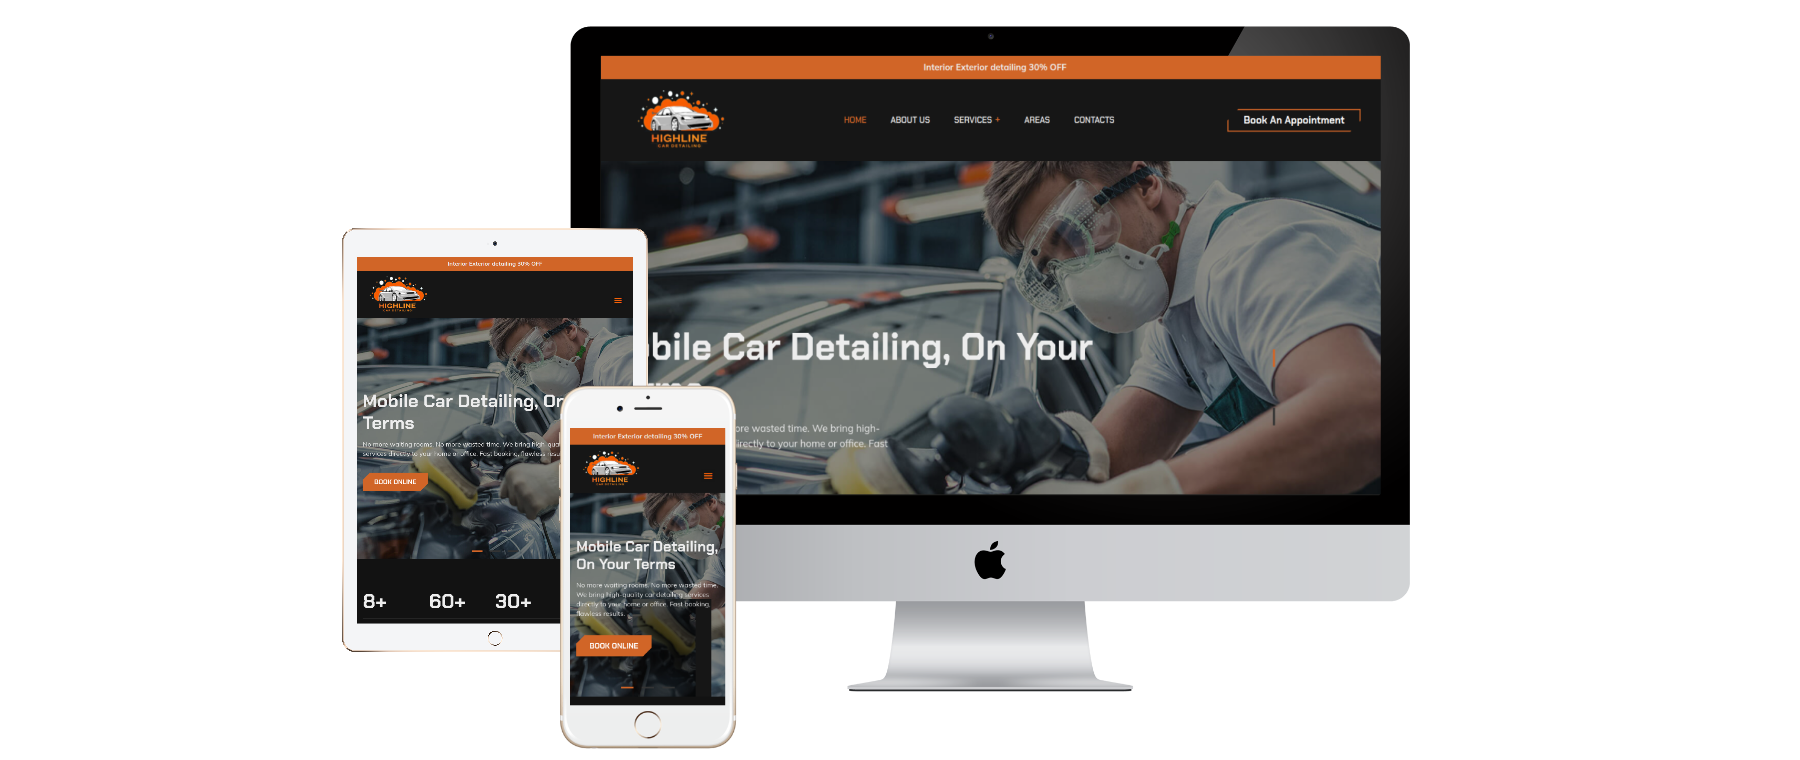 Interior Exterior detailing 30% OFF
HIGHLINE
CAR DETAILING
HOME
ABOUT US
SERVICES +
AREAS
CONTACTS
Book An Appointment
bile Car Detailing, On Your
ore wasted time. We bring high-
irectly to your home or office. Fast
Interior Exterior detailing 30% OFF
HIGHLINE
CAR DETAILING
Mobile Car Detailing, On
Terms
No more waiting rooms. No more wasted time. We bring high-qual
services directly to your home or office. Fast booking, flawless resu
BOOK ONLINE
8+
60+
30+
Interior Exterior detailing 30% OFF
HIGHLINE
CAR DETAILING
Mobile Car Detailing,
On Your Terms
No more waiting rooms. No more wasted time.
We bring high-quality car detailing services
directly to your home or office. Fast booking,
flawless results.
BOOK ONLINE